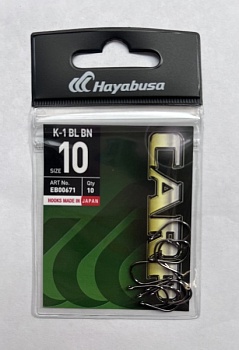 Hayabusa
K-1 BL BN
10
SIZE
ART No.
EB00671
Qty
10
HOOKS MADE IN JAPAN
CARP